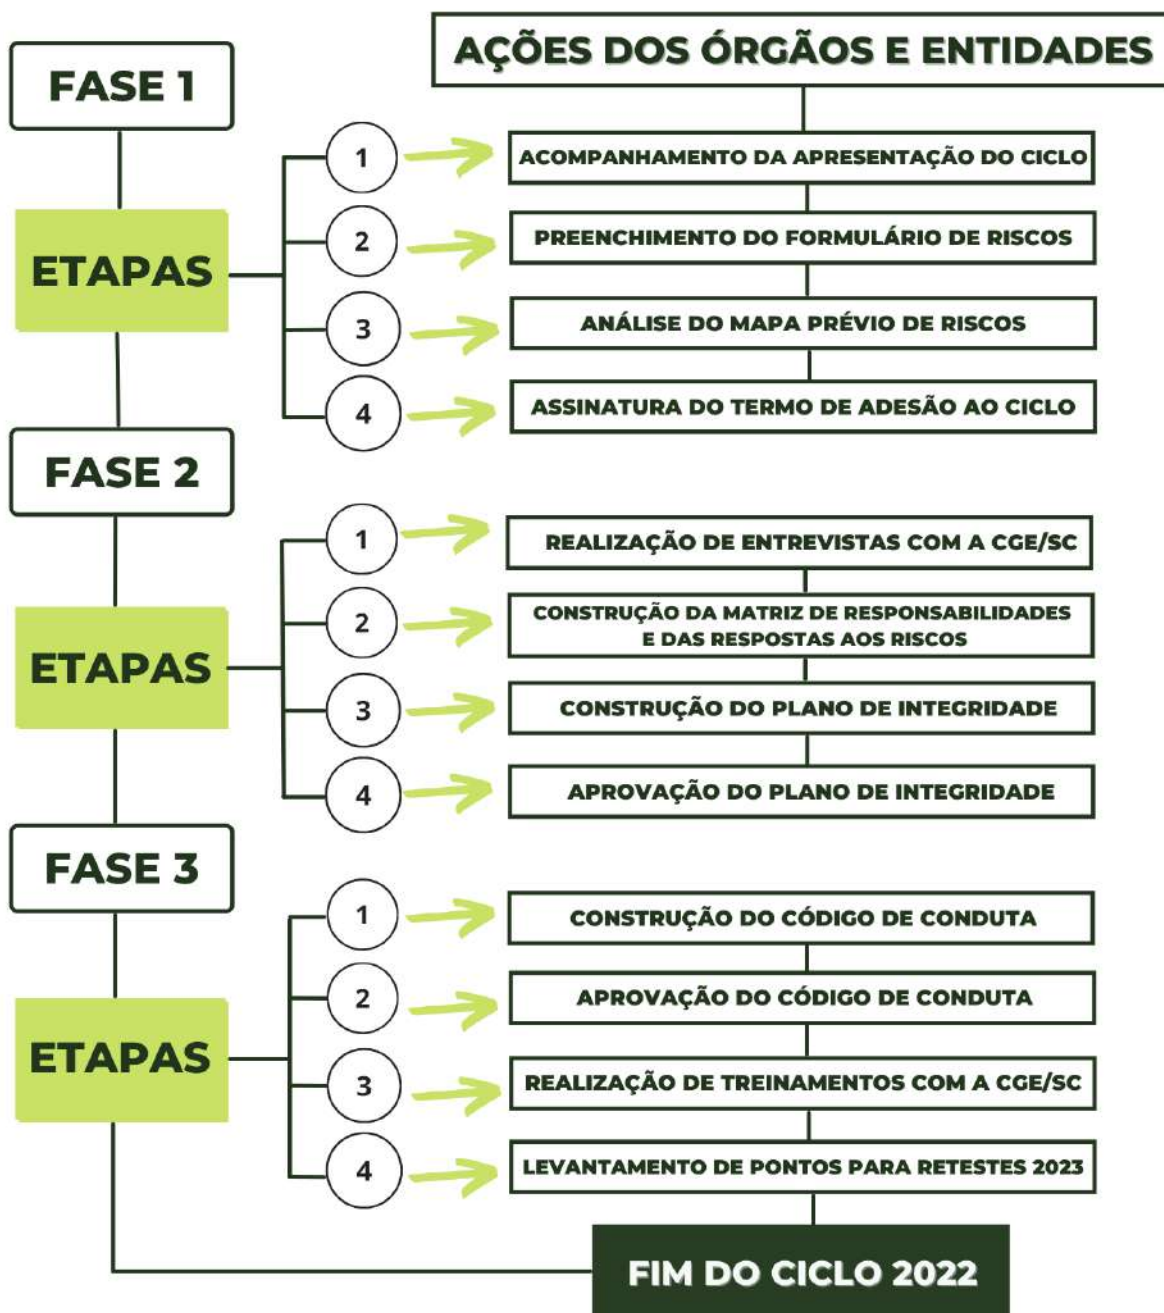 AÇÕES DOS ÓRGÃOS E ENTIDADES
FASE 1
ETAPAS
1
ACOMPANHAMENTO DA APRESENTAÇÃO DO CICLO
2
PREENCHIMENTO DO FORMULÁRIO DE RISCOS
3
ANÁLISE DO MAPA PRÉVIO DE RISCOS
4
ASSINATURA DO TERMO DE ADESÃO AO CICLO
FASE 2
ETAPAS
1
REALIZAÇÃO DE ENTREVISTAS COM A CGE/SC
2
CONSTRUÇÃO DA MATRIZ DE RESPONSABILIDADES
E DAS RESPOSTAS AOS RISCOS
3
CONSTRUÇÃO DO PLANO DE INTEGRIDADE
4
APROVAÇÃO DO PLANO DE INTEGRIDADE
FASE 3
ETAPAS
1
CONSTRUÇÃO DO CÓDIGO DE CONDUTA
2
APROVAÇÃO DO CÓDIGO DE CONDUTA
3
REALIZAÇÃO DE TREINAMENTOS COM A CGE/SC
4
LEVANTAMENTO DE PONTOS PARA RETESTES 2023
FIM DO CICLO 2022